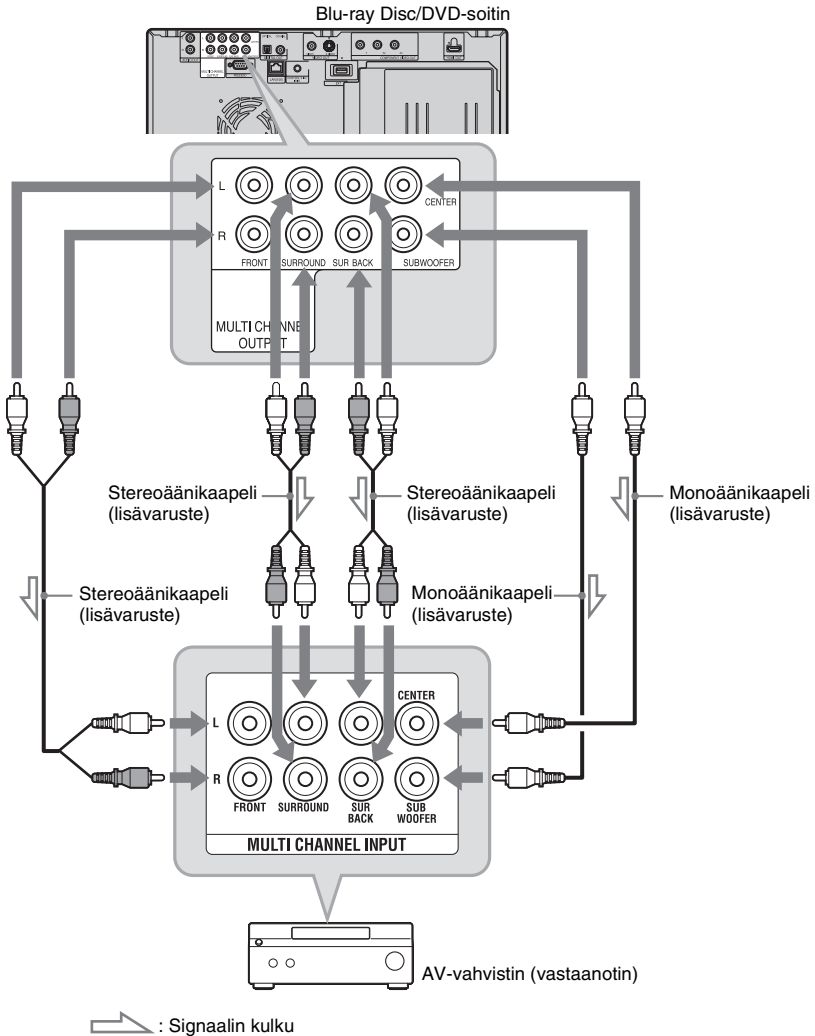 Blu-ray Disc/DVD-soitin
L
CENTER
R
FRONT
SURROUND
SUR BACK
SUBWOOFER
MULTI CHANNEL
OUTPUT
Stereoäänikaapeli
(lisävaruste)
Stereoäänikaapeli
(lisävaruste)
Monoäänikaapeli
(lisävaruste)
Stereoäänikaapeli
(lisävaruste)
Monoäänikaapeli
(lisävaruste)
CENTER
L
R
FRONT
SURROUND
SUR
BACK
SUB
WOOFER
MULTI CHANNEL INPUT
AV-vahvistin (vastaanotin)
: Signaalin kulku